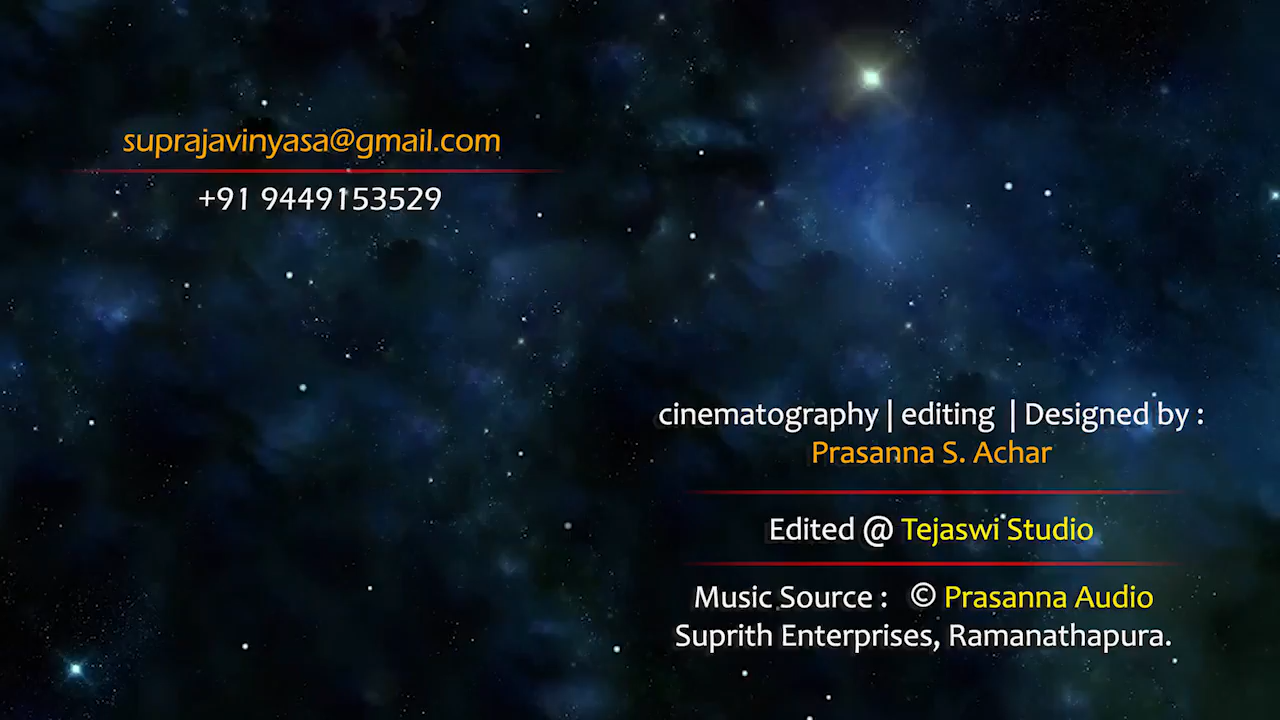 suprajavinyasa@gmail.com
+91 9449153529
cinematography | editing | Designed by :
Prasanna S. Achar
Edited @ Tejaswi Studio
Music Source : © Prasanna Audio
Suprith Enterprises, Ramanathapura.